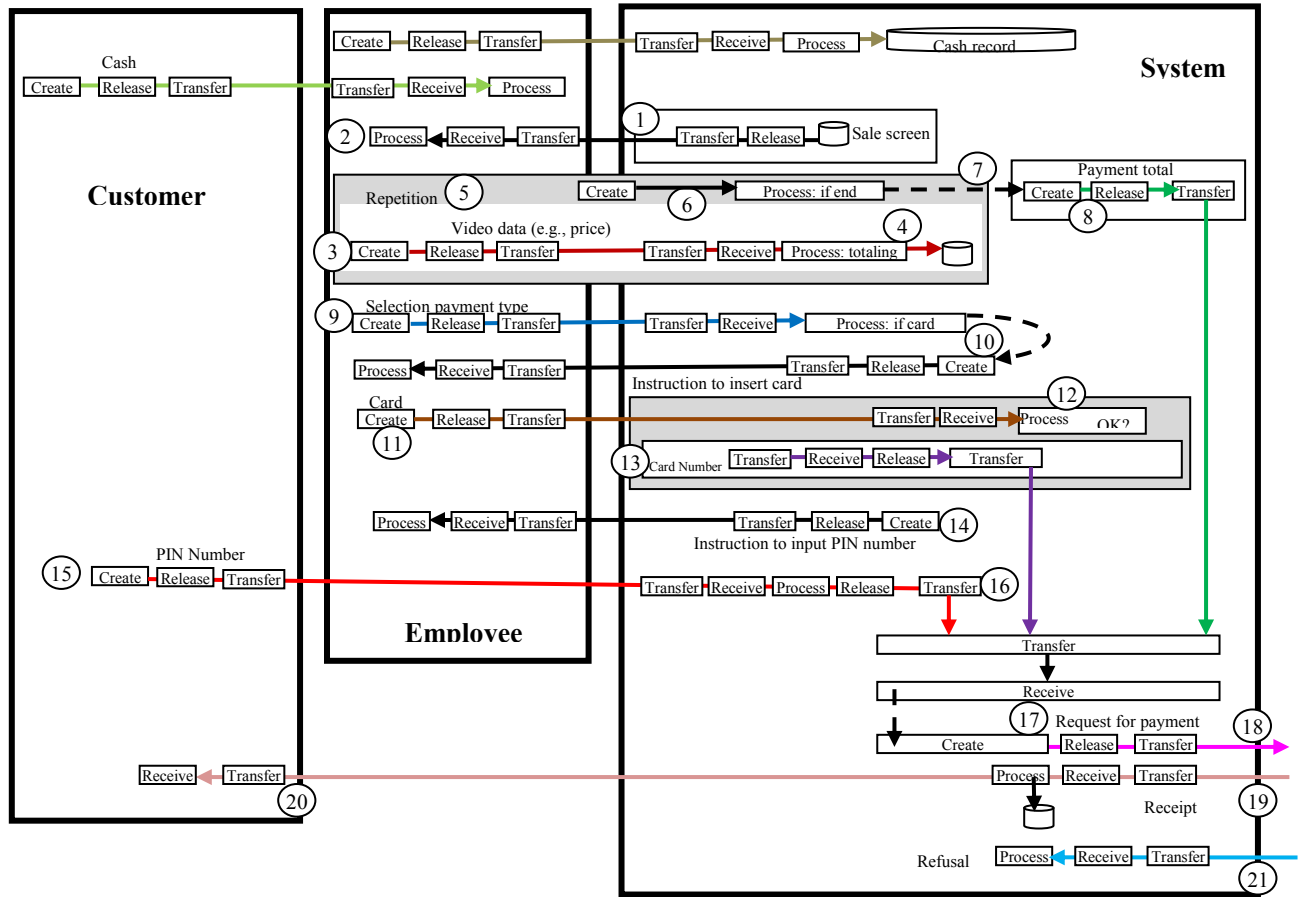 Create Release Transfer Transfer Receive Process Cash record
System
Cash
Create Release Transfer Transfer Receive Process
1
2 Process Receive Transfer Transfer Release Sale screen
Customer
7 Payment total
Repetition 5 Create 6 Process: if end Create Release Transfer
8
Video data (e.g., price) 4
3 Create Release Transfer Transfer Receive Process: totaling
Selection payment type
9 Create Release Transfer Transfer Receive Process: if card
10
Process Receive Transfer Transfer Release Create
Instruction to insert card
Card 12
Create Release Transfer Transfer Receive Process OK?
11
13 Card Number Transfer Receive Release Transfer
Process Receive Transfer Transfer Release Create 14
Instruction to input PIN number
PIN Number
15 Create Release Transfer Transfer Receive Process Release Transfer 16
Employee
Transfer
Receive
17 Request for payment 18
Create Release Transfer
Receive Transfer Process Receive Transfer
20 Receipt 19
Refusal Process Receive Transfer
21